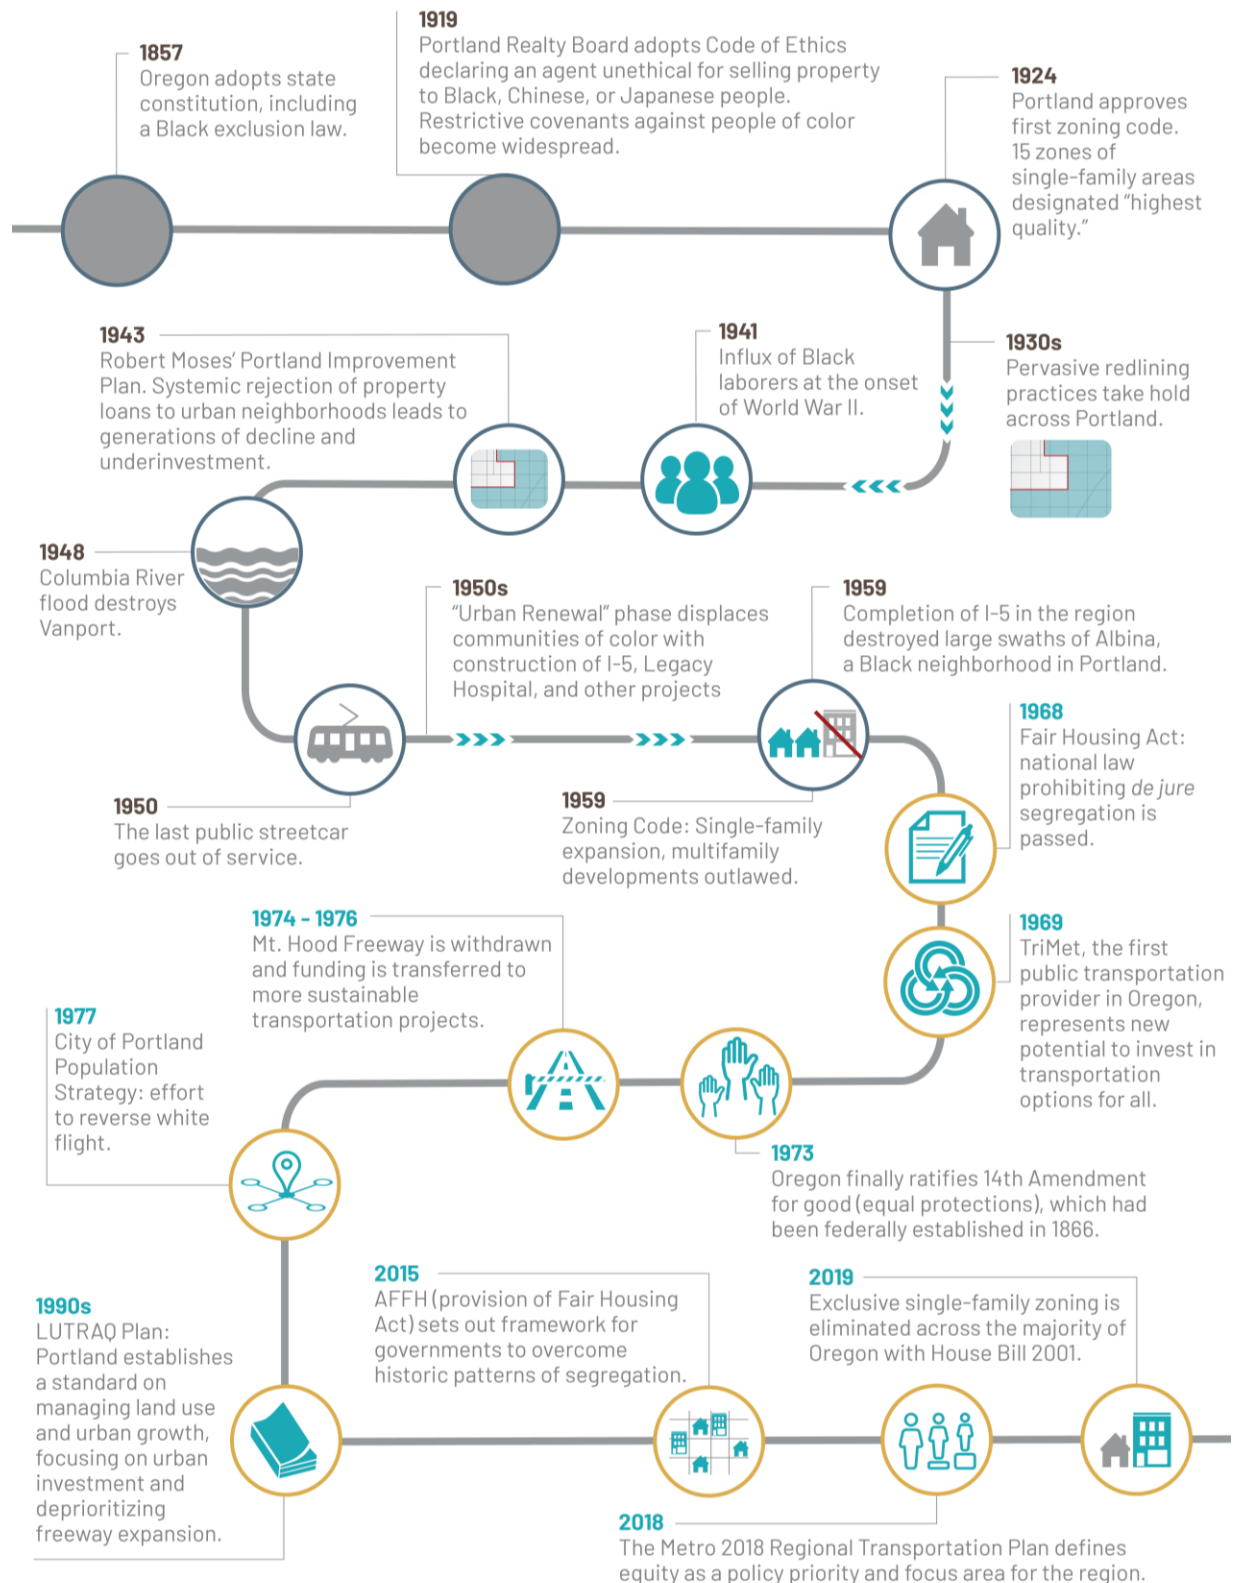 1857
Oregon adopts state
constitution, including
a Black exclusion law.
1919
Portland Realty Board adopts Code of Ethics
declaring an agent unethical for selling property
to Black, Chinese, or Japanese people.
Restrictive covenants against people of color
become widespread.
1924
Portland approves
first zoning code.
15 zones of
single-family areas
designated “highest
quality.”
1930s
Pervasive redlining
practices take hold
across Portland.
1941
Influx of Black
laborers at the onset
of World War II.
1943
Robert Moses’ Portland Improvement
Plan. Systemic rejection of property
loans to urban neighborhoods leads to
generations of decline and
underinvestment.
1948
Columbia River
flood destroys
Vanport.
1950
The last public streetcar
goes out of service.
1950s
“Urban Renewal” phase displaces
communities of color with
construction of I-5, Legacy
Hospital, and other projects
1959
Completion of I-5 in the region
destroyed large swaths of Albina,
a Black neighborhood in Portland.
1959
Zoning Code: Single-family
expansion, multifamily
developments outlawed.
1968
Fair Housing Act:
national law
prohibiting de jure
segregation is
passed.
1969
TriMet, the first
public transportation
provider in Oregon,
represents new
potential to invest in
transportation
options for all.
1973
Oregon finally ratifies 14th Amendment
for good (equal protections), which had
been federally established in 1866.
1974 - 1976
Mt. Hood Freeway is withdrawn
and funding is transferred to
more sustainable
transportation projects.
1977
City of Portland
Population
Strategy: effort
to reverse white
flight.
1990s
LUTRAQ Plan:
Portland establishes
a standard on
managing land use
and urban growth,
focusing on urban
investment and
deprioritizing
freeway expansion.
2015
AFFH (provision of Fair Housing
Act) sets out framework for
governments to overcome
historic patterns of segregation.
2018
The Metro 2018 Regional Transportation Plan defines
equity as a policy priority and focus area for the region.
2019
Exclusive single-family zoning is
eliminated across the majority of
Oregon with House Bill 2001.